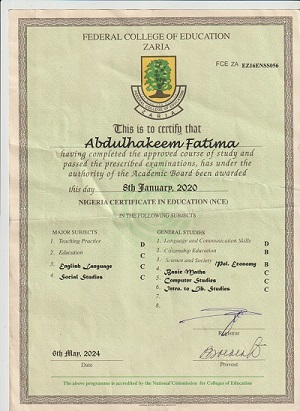 FEDERAL COLLEGE OF EDUCATION
ZARIA
FCE ZA EZ16ENSS056
ZARIA
This is to certify that
Abdulhakeem Fatima
having completed the approved course of study and
passed the prescribed examinations, has under the
authority of the Academic Board been awarded
this day 8th January, 2020
NIGERIA CERTIFICATE IN EDUCATION (NCE)
IN THE FOLLOWING SUBJECTS
MAJOR SUBJECTS
1. Teaching Practice D
2. Education C
3. English Language C
4. Social Studies C
GENERAL STUDIES
1. Language and Communication Skills D
2. Citizenship Education B
3. Science and Society/Pol. Economy B
4. Basic Maths C
5. Computer Studies C
6. Intro. to Lib. Studies C
7.
8.
Registrar
6th May, 2024
Date
Provost
The above programme is accredited by the National Commission for Colleges of Education